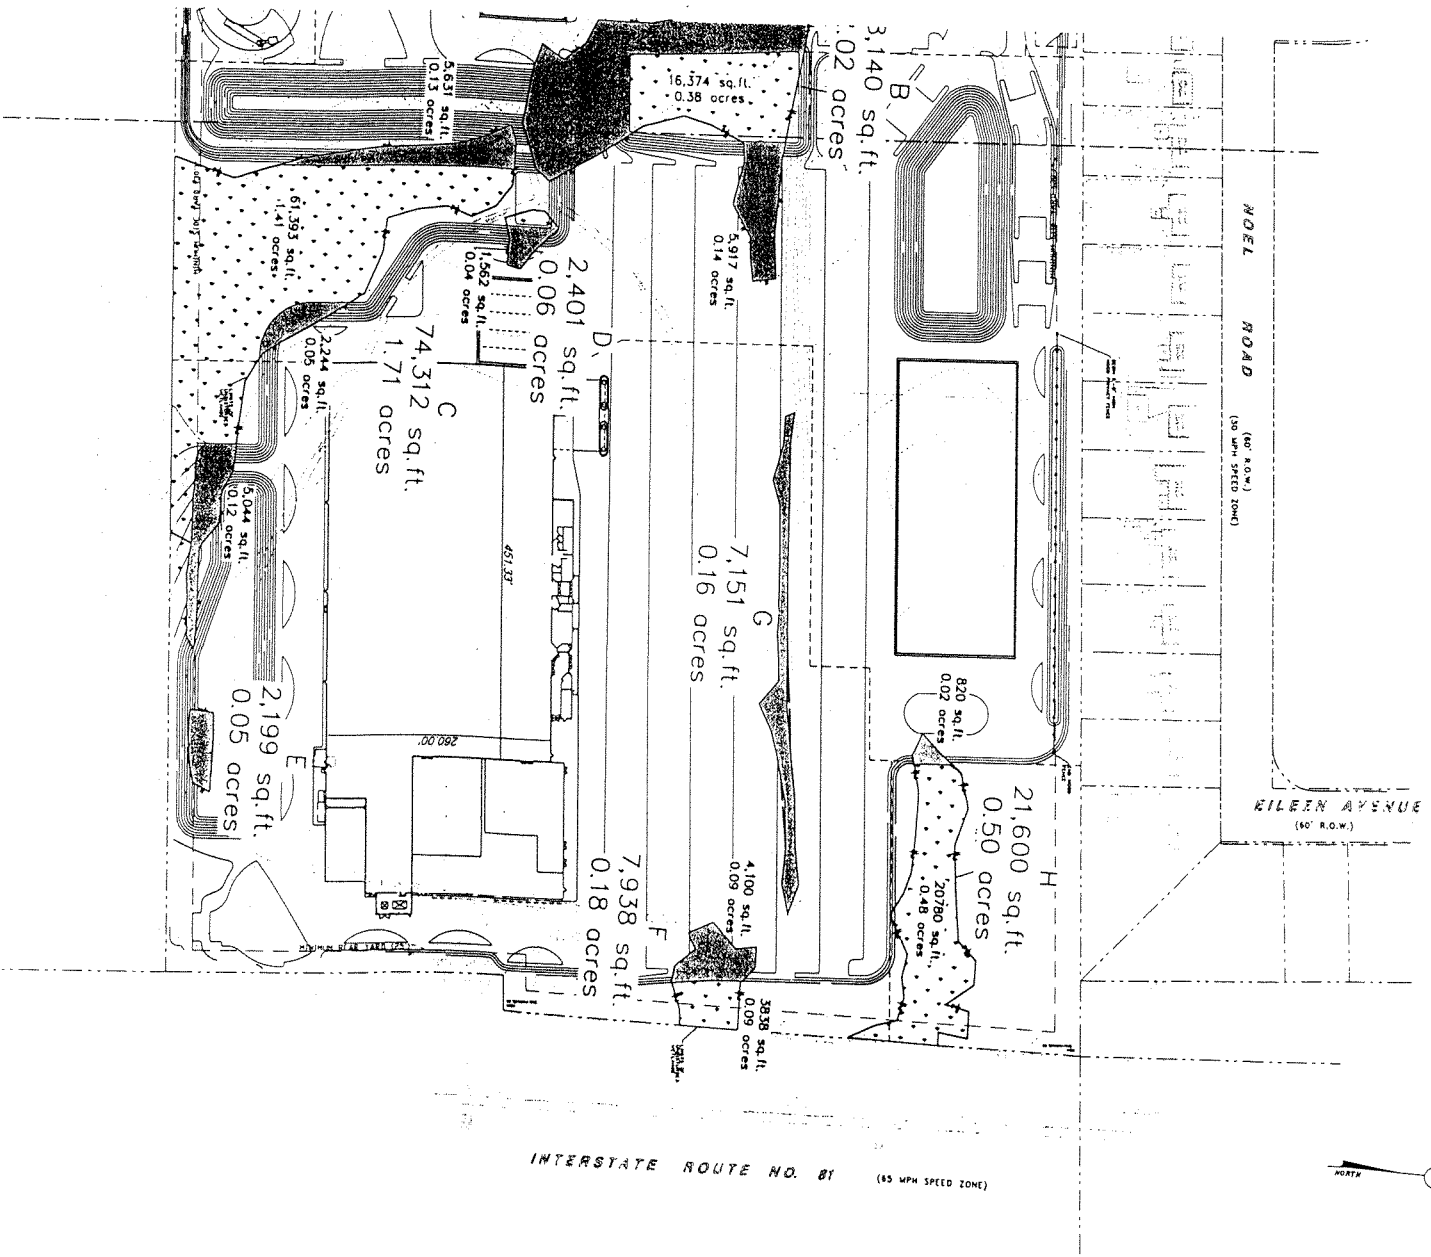 3,140 sq.ft.
.02 acres
B
16,374 sq.ft.
0.38 acres
5,631 sq.ft.
0.13 acres
61,393 sq.ft.
1.41 acres
1,562 sq.ft.
0.04 acres
2,401 sq.ft.
0.06 acres
D
5,917 sq.ft.
0.14 acres
2,244 sq.ft.
0.05 acres
C
74,312 sq.ft.
1.71 acres
5,044 sq.ft.
0.12 acres
451.33'
260.00'
G
7,151 sq.ft.
0.16 acres
2,199 sq.ft.
0.05 acres
E
820 sq.ft.
0.02 acres
H
21,600 sq.ft.
0.50 acres
20780 sq.ft.
0.48 acres
F
7,938 sq.ft.
0.18 acres
4,100 sq.ft.
0.09 acres
3838 sq.ft.
0.09 acres
NOEL ROAD
(60' R.O.W.)
(30 MPH SPEED ZONE)
EILEEN AVENUE
(60' R.O.W.)
INTERSTATE ROUTE NO. 81 (65 MPH SPEED ZONE)
NORTH